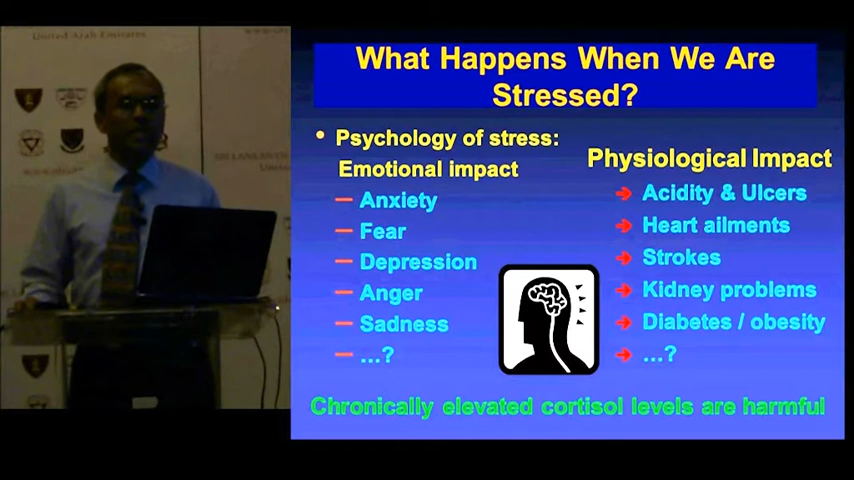 United Arab Emirates
What Happens When We Are
Stressed?
• Psychology of stress:
Emotional impact
– Anxiety
– Fear
– Depression
– Anger
– Sadness
– ...?
Physiological Impact
➔ Acidity & Ulcers
➔ Heart ailments
➔ Strokes
➔ Kidney problems
➔ Diabetes / obesity
➔ ...?
Chronically elevated cortisol levels are harmful